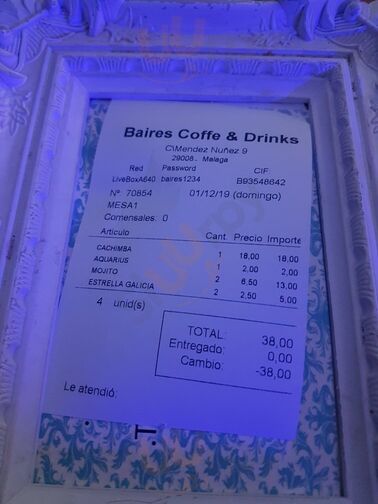 Baires Coffe & Drinks
C\Mendez Nuñez 9
29008.- Malaga
Red Password CIF
LiveBoxA640 baires1234 B93548642
Nº: 70854 01/12/19 (domingo)
MESA1
Comensales: 0
Artículo Cant. Precio Importe
CACHIMBA 1 18,00 18,00
AQUARIUS 1 2,00 2,00
MOJITO 2 6,50 13,00
ESTRELLA GALICIA 2 2,50 5,00
4 unid(s)
TOTAL: 38,00
Entregado: 0,00
Cambio: -38,00
Le atendió: